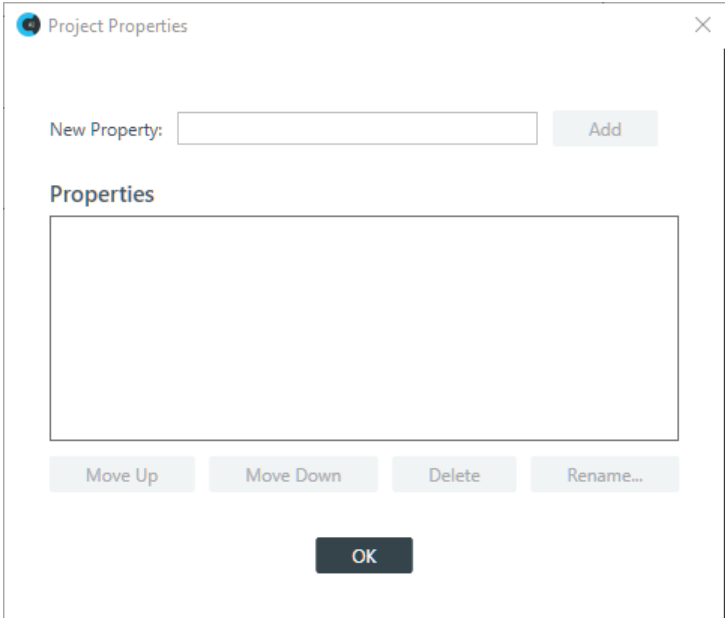 Project Properties
New Property:
Add
Properties
Move Up
Move Down
Delete
Rename...
OK